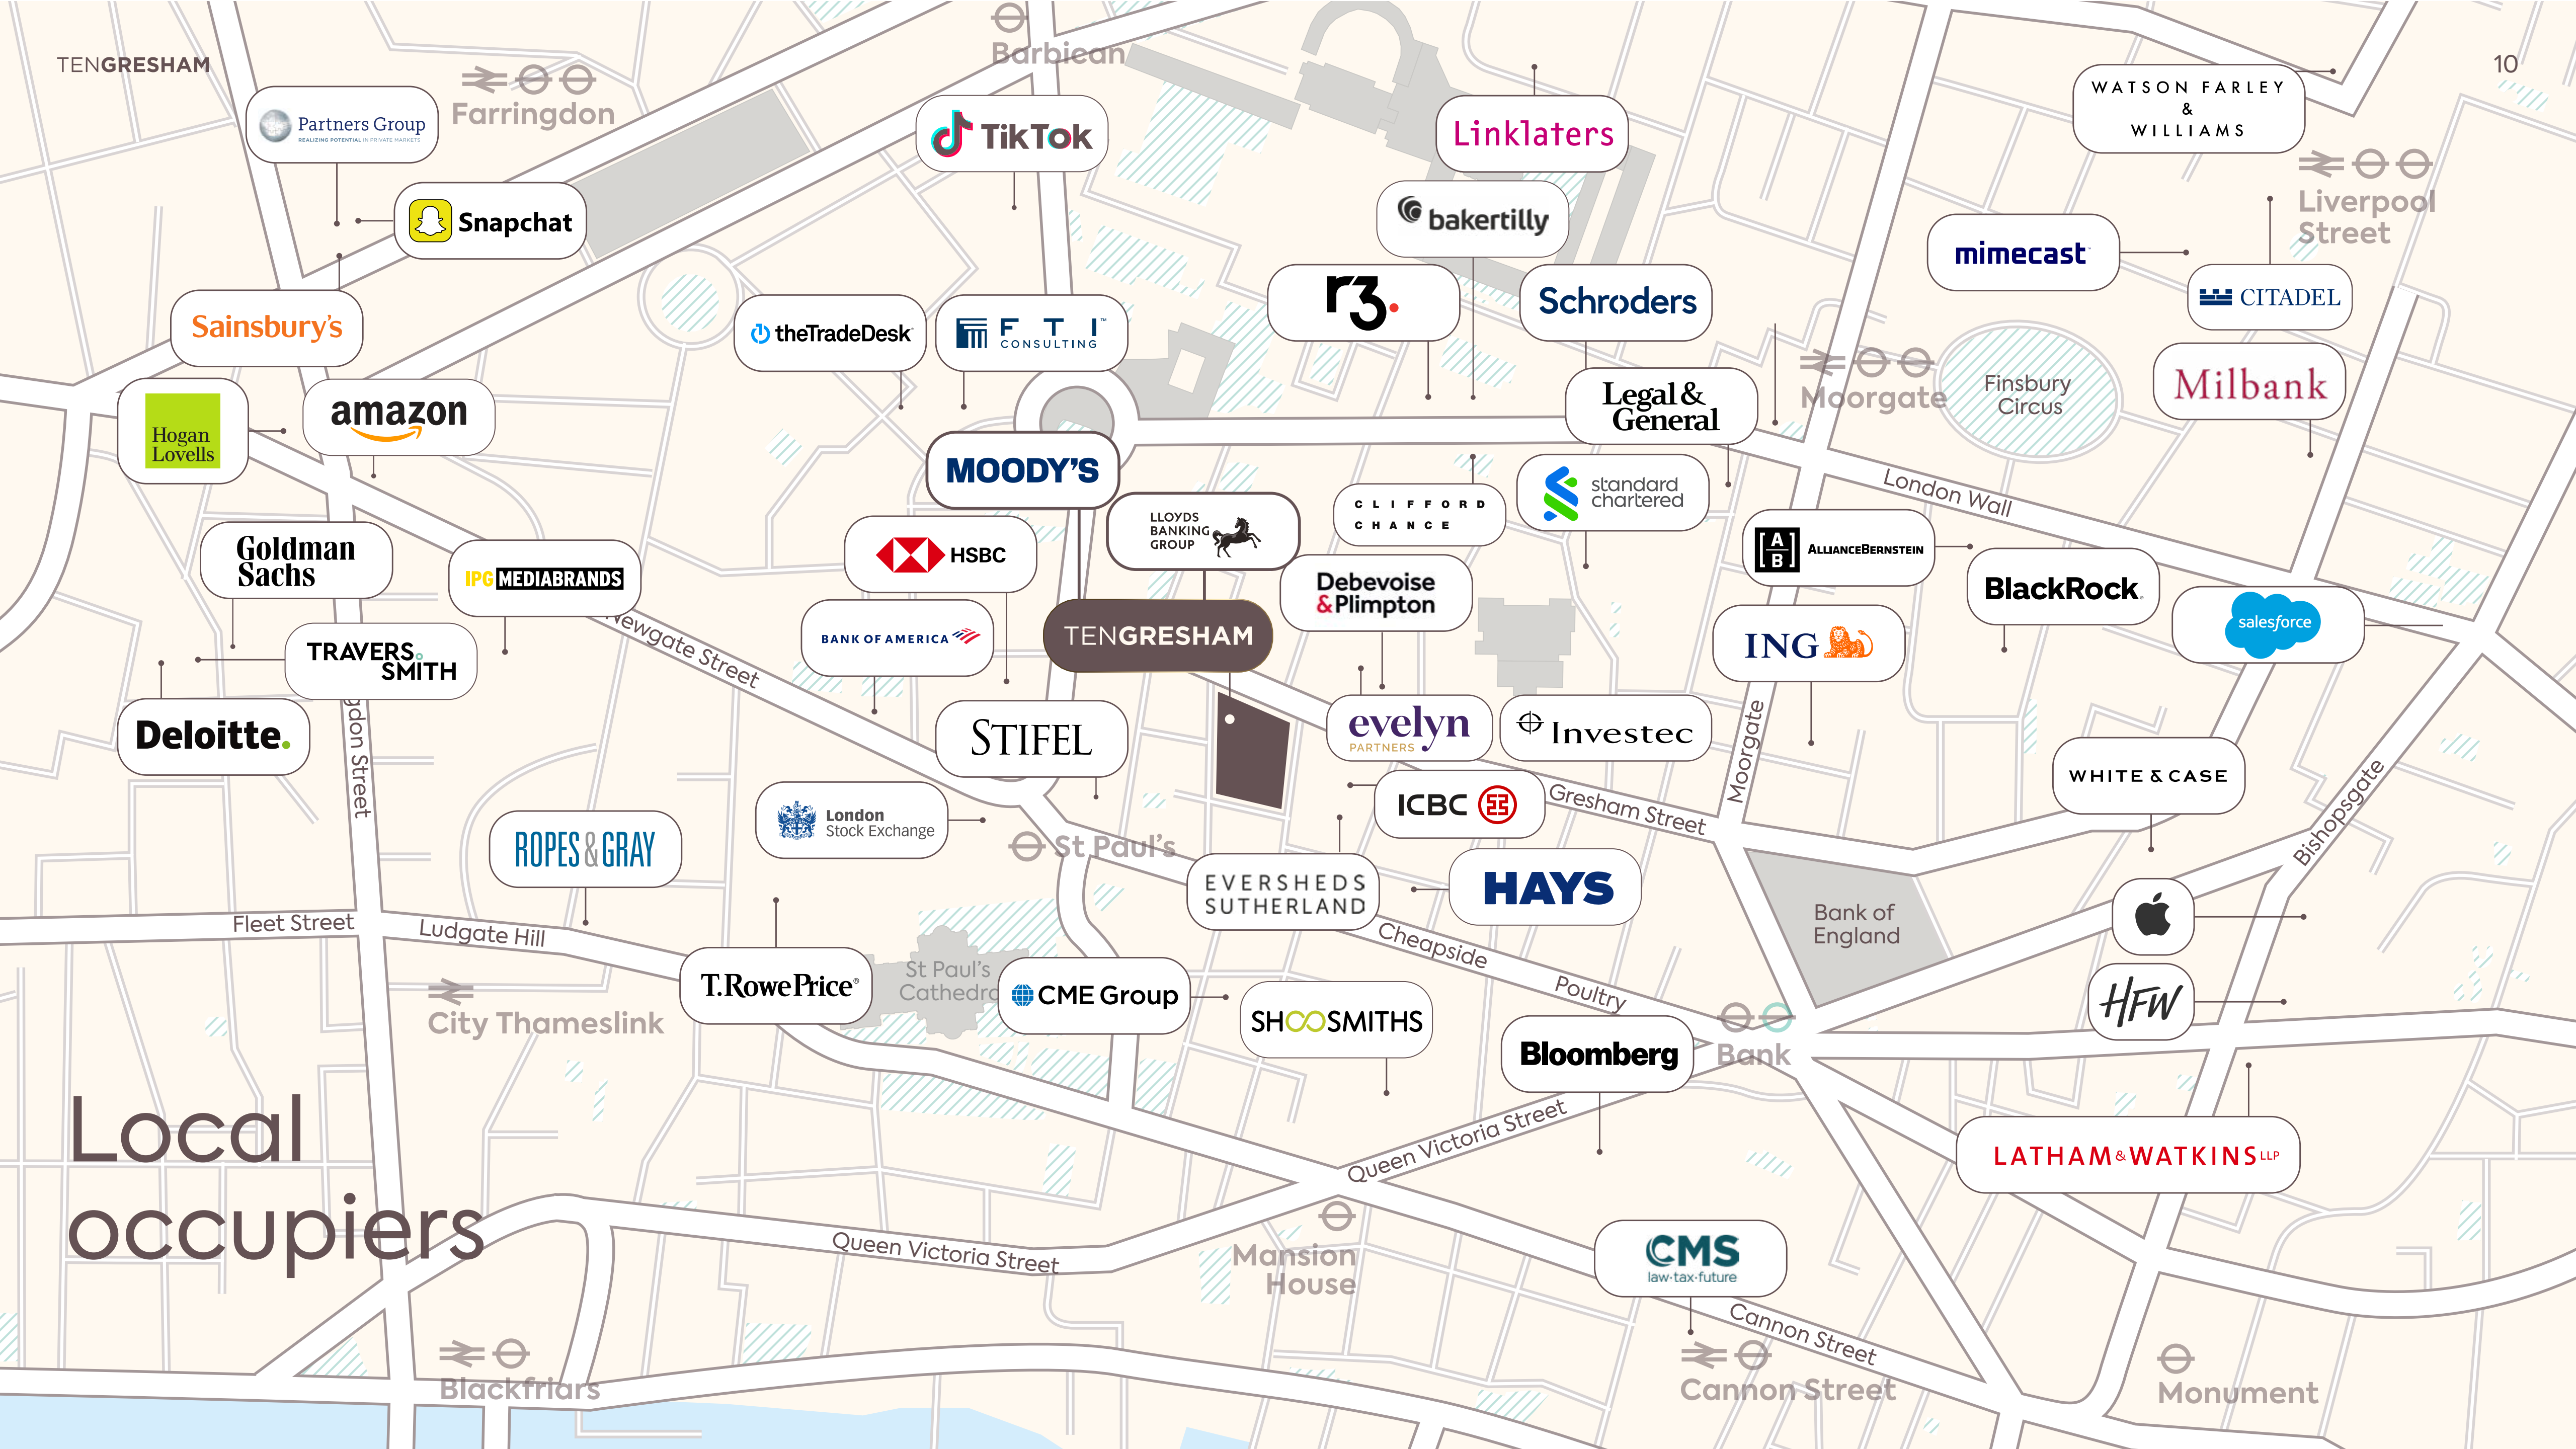 TENGRESHAM
10
Barbican
Farringdon
Partners Group
REALIZING POTENTIAL IN PRIVATE MARKETS
TikTok
Linklaters
WATSON FARLEY
&
WILLIAMS
Snapchat
bakertilly
Liverpool
Street
mimecast
CITADEL
Sainsbury's
theTradeDesk
F T I™
CONSULTING
r3.
Schroders
Moorgate
Finsbury
Circus
Milbank
Hogan
Lovells
amazon
Legal &
General
MOODY'S
London Wall
LLOYDS
BANKING
GROUP
CLIFFORD
CHANCE
standard
chartered
Goldman
Sachs
IPG MEDIABRANDS
HSBC
Debevoise
&Plimpton
[A
B] ALLIANCEBERNSTEIN
BlackRock.
salesforce
TRAVERS.
SMITH
Newgate Street
BANK OF AMERICA
TENGRESHAM
ING
Deloitte.
gdon Street
STIFEL
evelyn
PARTNERS
Investec
Moorgate
WHITE & CASE
London
Stock Exchange
ICBC
Gresham Street
Bishopsgate
ROPES & GRAY
St Paul's
EVERSHEDS
SUTHERLAND
HAYS
Bank of
England
Fleet Street
Ludgate Hill
Cheapside
Poultry
T.RowePrice®
St Paul's
Cathedra
CME Group
HFW
City Thameslink
SHOOSMITHS
Bloomberg
Bank
Local
occupiers
Queen Victoria Street
LATHAM&WATKINS LLP
Queen Victoria Street
Mansion
House
CMS
law·tax·future
Cannon Street
Blackfriars
Cannon Street
Monument